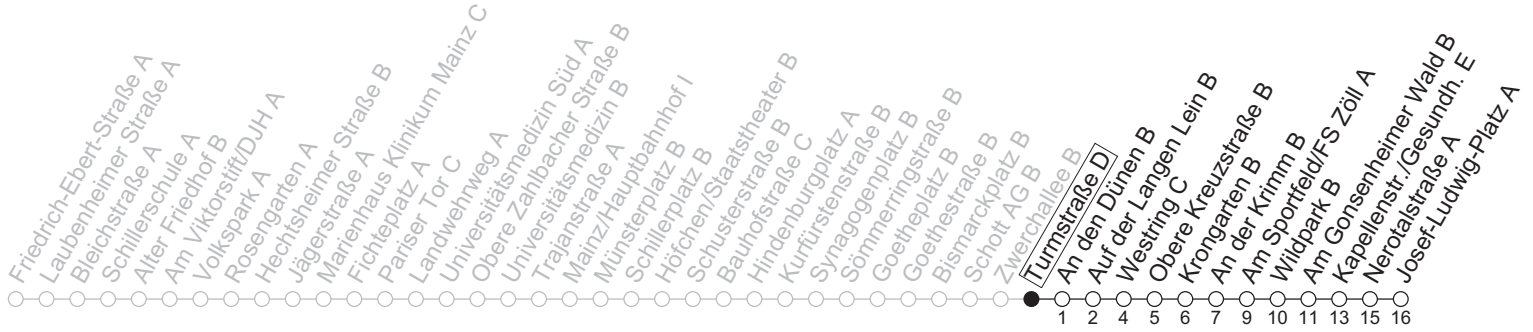 Friedrich-Ebert-Straße A
Laubenheimer Straße A
Bleichstraße A
Schillerschule A
Alter Friedhof B
Am Viktorstift/DJH A
Volkspark A
Rosengarten A
Hechtsheimer Straße B
Jägerstraße A
Marienhaus Klinikum Mainz C
Fichteplatz A
Pariser Tor C
Landwehrweg A
Universitätsmedizin Süd A
Obere Zahlbacher Straße B
Universitätsmedizin B
Trajanstraße A
Mainz/Hauptbahnhof I
Münsterplatz B
Schillerplatz B
Höfchen/Staatstheater B
Schusterstraße B
Bauhofstraße C
Hindenburgplatz A
Kurfürstenstraße B
Synagogenplatz B
Sömmerringstraße B
Goetheplatz B
Goethestraße B
Bismarckplatz B
Schott AG B
Zwerchallee B
Turmstraße D
An den Dünen B
Auf der Langen Lein B
Westring C
Obere Kreuzstraße B
Krongarten B
An der Krimm B
Am Sportfeld/FS Zöll A
Wildpark B
Am Gonsenheimer Wald B
Kapellenstr./Gesundh. E
Nerotalstraße A
Josef-Ludwig-Platz A
1 2 4 5 6 7 9 10 11 13 15 16